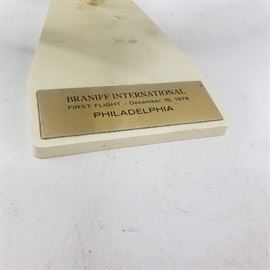 BRANIFF INTERNATIONAL
FIRST FLIGHT - December 15, 1978
PHILADELPHIA